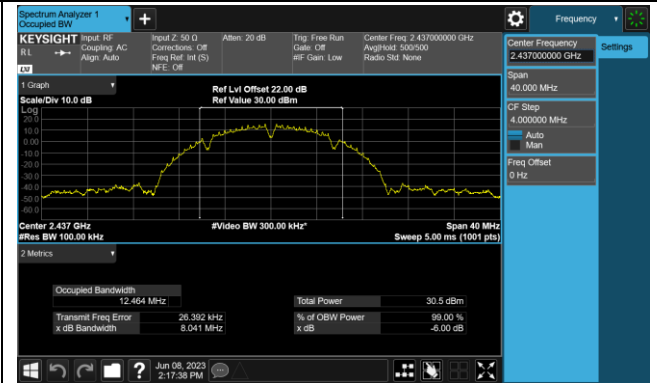 Spectrum Analyzer 1
Occupied BW
+
Frequency
KEYSIGHT
RL
Input: RF
Coupling: AC
Align: Auto
Input Z: 50 Ω
Corrections: Off
Freq Ref: Int (S)
NFE: Off
Atten: 20 dB
Trig: Free Run
Gate: Off
#IF Gain: Low
Center Freq: 2.437000000 GHz
Avg|Hold: 500/500
Radio Std: None
LXI
Center Frequency
2.437000000 GHz
Settings
Span
40.000 MHz
CF Step
4.000000 MHz
Auto
Man
Freq Offset
0 Hz
1 Graph
Scale/Div 10.0 dB
Ref Lvl Offset 22.00 dB
Ref Value 30.00 dBm
Log
20.0
10.0
0.00
-10.0
-20.0
-30.0
-40.0
-50.0
-60.0
Center 2.437 GHz
#Res BW 100.00 kHz
#Video BW 300.00 kHz*
Span 40 MHz
Sweep 5.00 ms (1001 pts)
2 Metrics
Occupied Bandwidth
12.464 MHz
Total Power 30.5 dBm
Transmit Freq Error 26.392 kHz
% of OBW Power 99.00 %
x dB Bandwidth 8.041 MHz
x dB -6.00 dB
?
Jun 08, 2023
2:17:38 PM